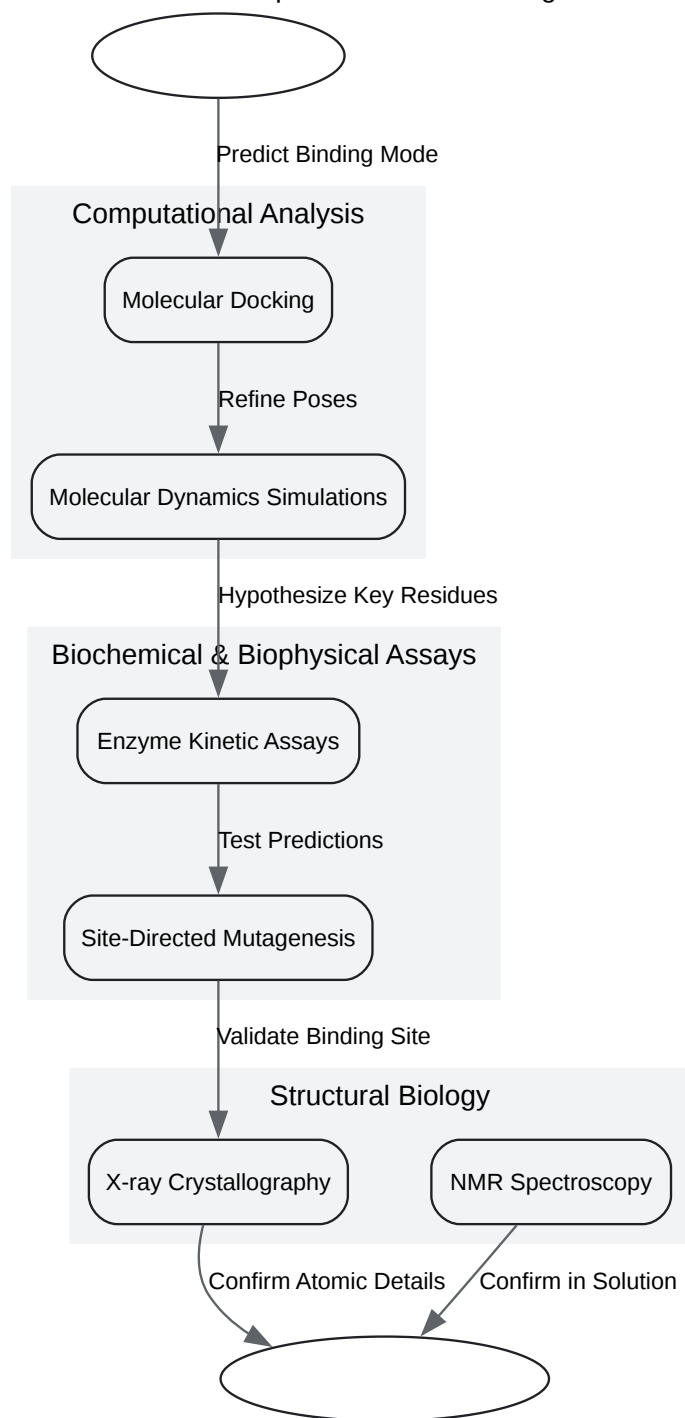 Predict Binding Mode
Computational Analysis
Molecular Docking
Refine Poses
Molecular Dynamics Simulations
Hypothesize Key Residues
Biochemical & Biophysical Assays
Enzyme Kinetic Assays
Test Predictions
Site-Directed Mutagenesis
Validate Binding Site
Structural Biology
X-ray Crystallography
NMR Spectroscopy
Confirm Atomic Details
Confirm in Solution